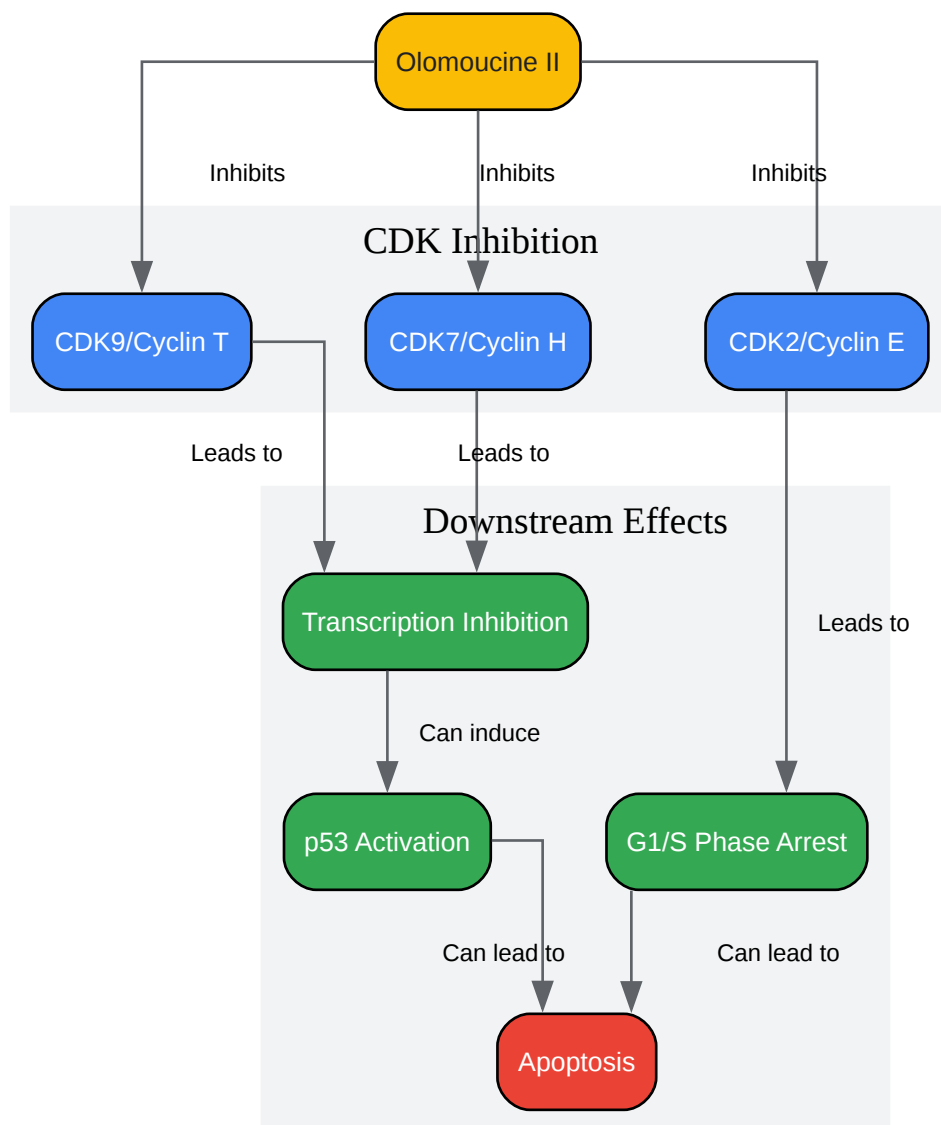 Olomoucine II
Inhibits
Inhibits
Inhibits
CDK Inhibition
CDK9/Cyclin T
CDK7/Cyclin H
CDK2/Cyclin E
Leads to
Leads to
Downstream Effects
Transcription Inhibition
Leads to
Can induce
p53 Activation
G1/S Phase Arrest
Can lead to
Can lead to
Apoptosis